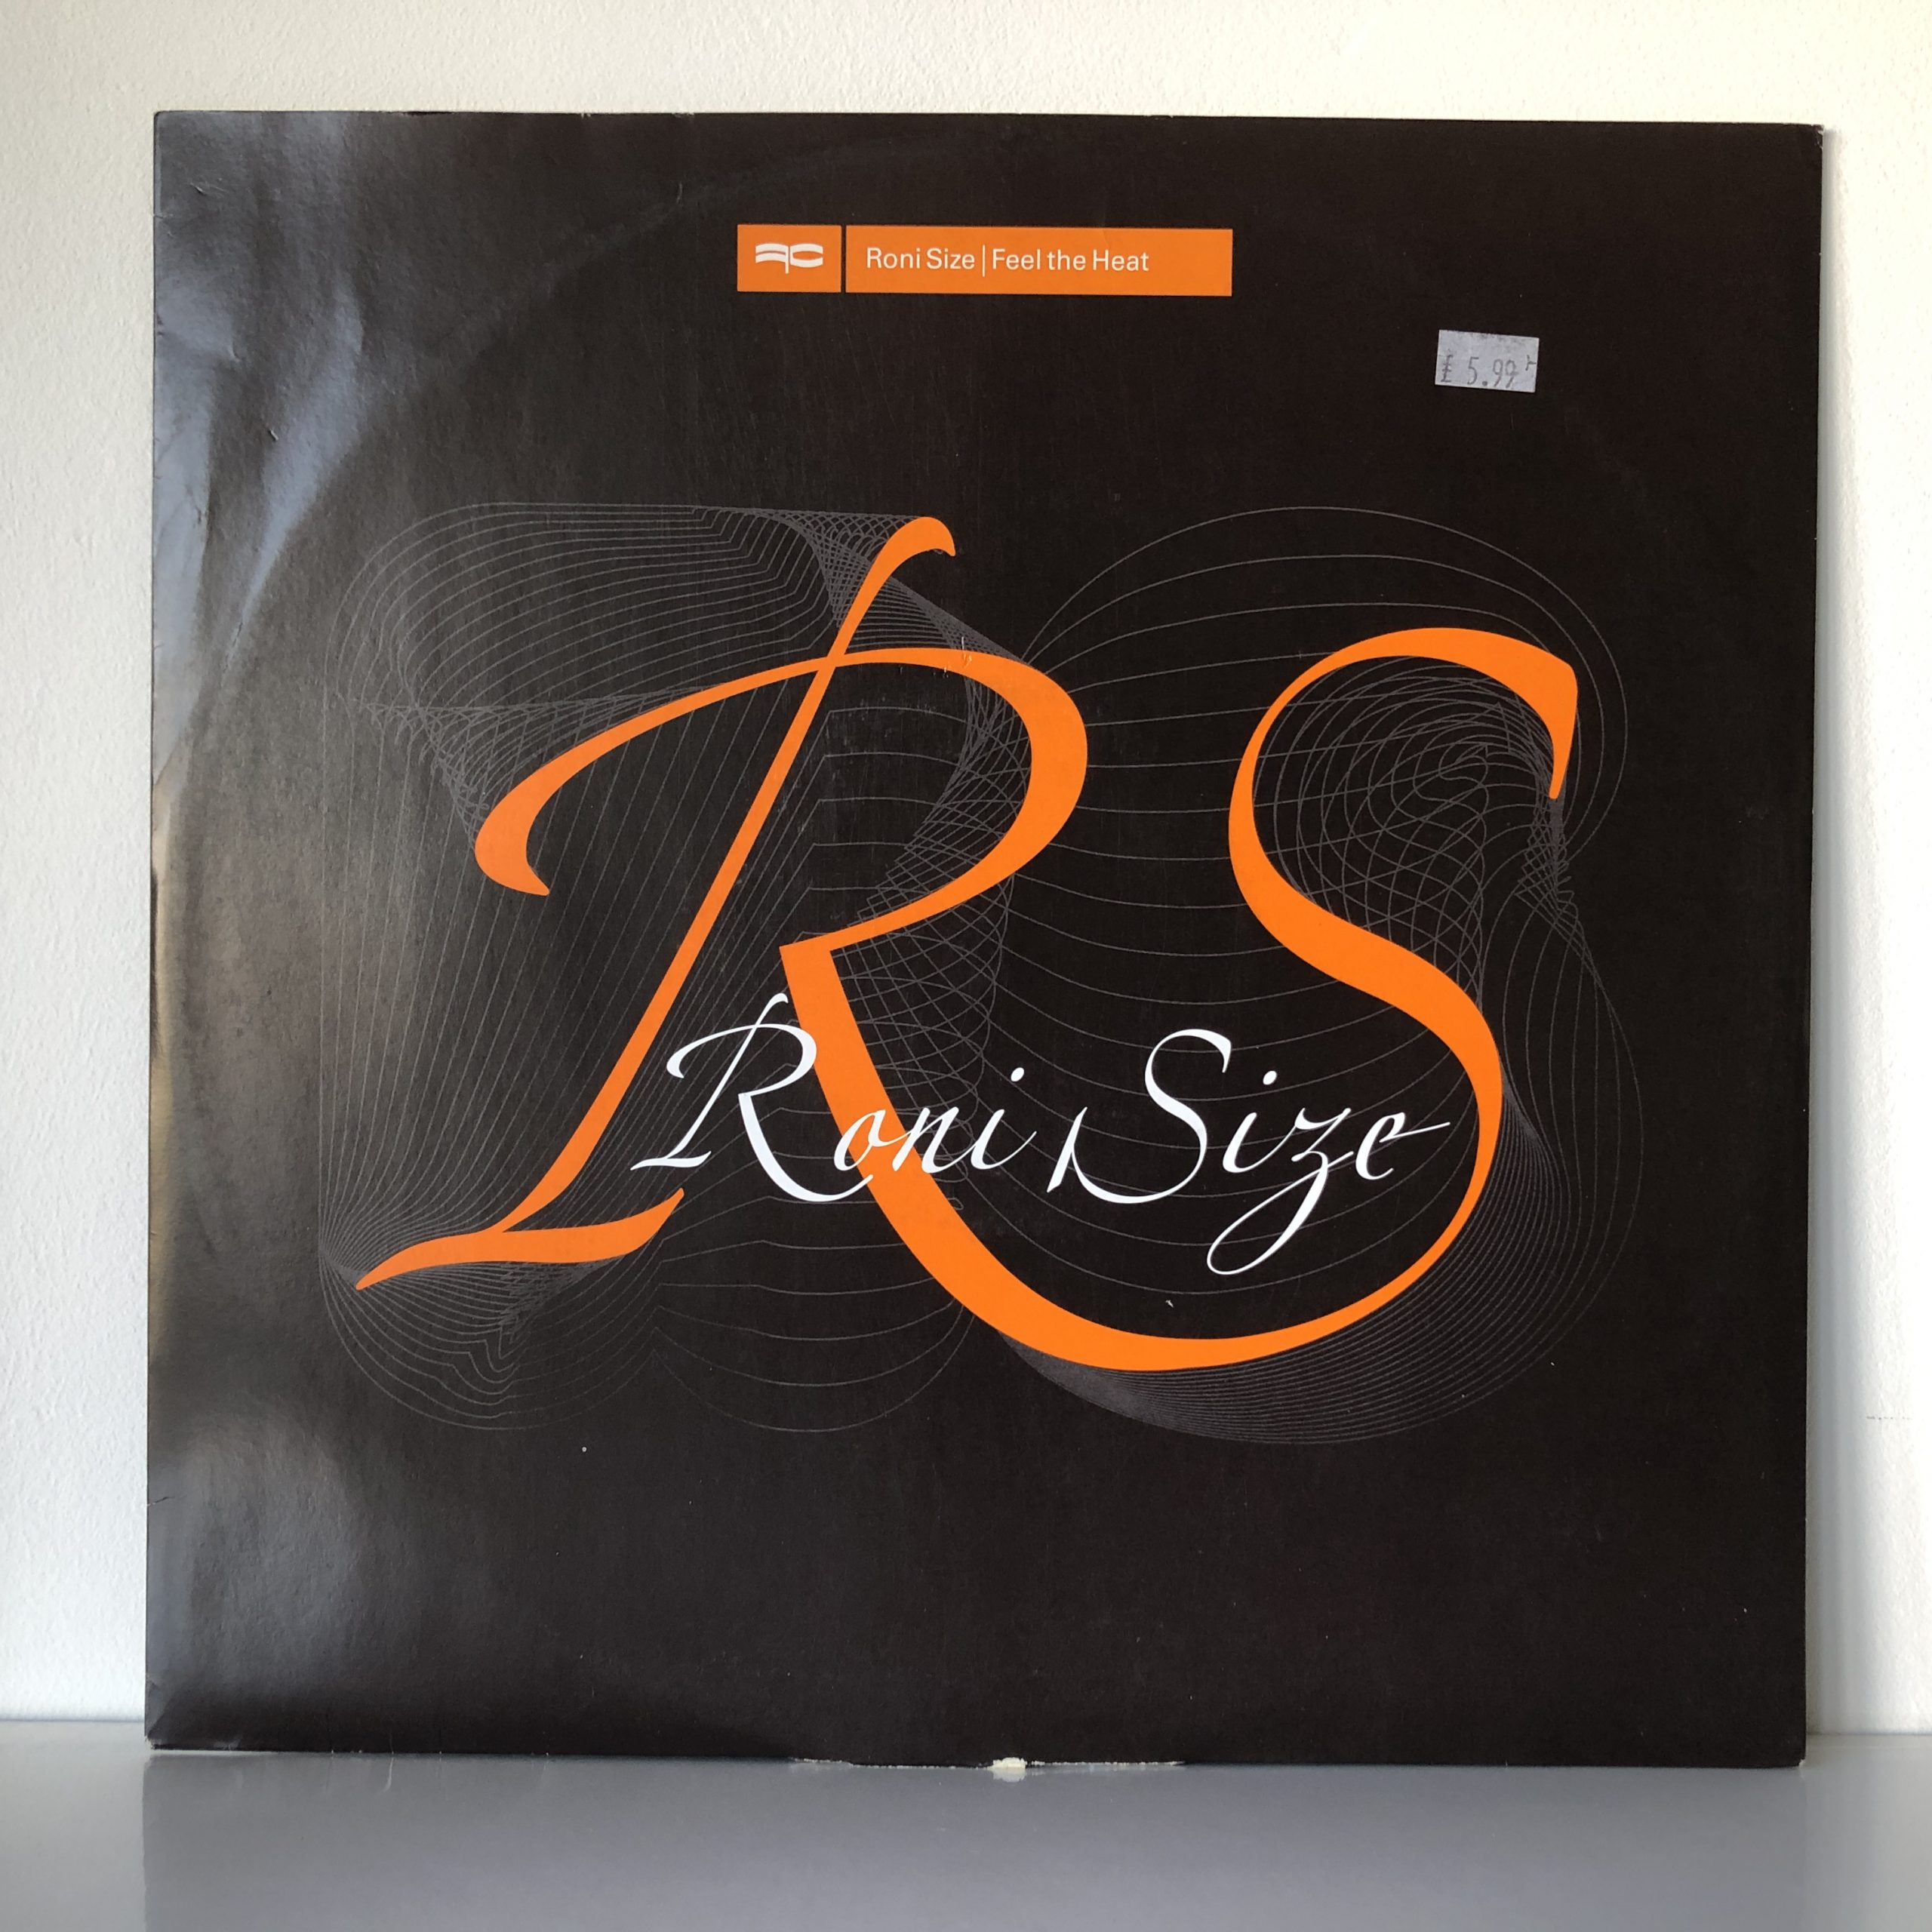 Roni Size | Feel the Heat
£ 5.99
RS
Roni Size